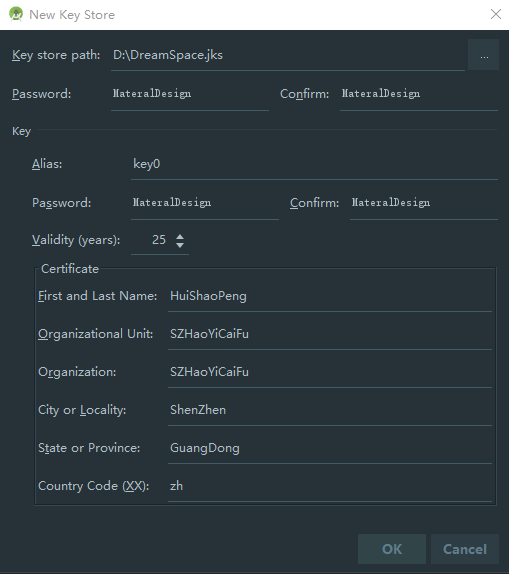 New Key Store
Key store path: D:\DreamSpace.jks ...
Password: MateralDesign Confirm: MateralDesign
Key
Alias: key0
Password: MateralDesign Confirm: MateralDesign
Validity (years): 25
Certificate
First and Last Name: HuiShaoPeng
Organizational Unit: SZHaoYiCaiFu
Organization: SZHaoYiCaiFu
City or Locality: ShenZhen
State or Province: GuangDong
Country Code (XX): zh
OK Cancel